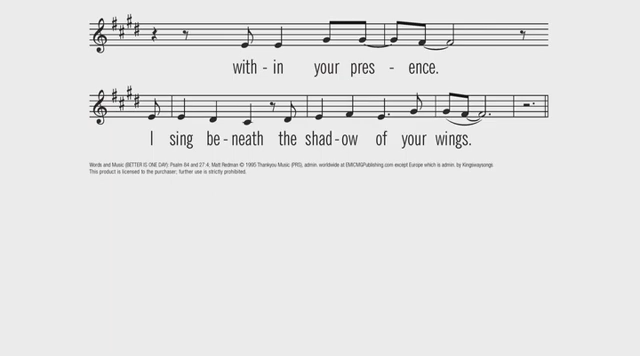 with - in your pres - ence.
I sing be - neath the shad - ow of your wings.
Words and Music (BETTER IS ONE DAY): Psalm 84 and 27:4, Matt Redman © 1995 Thankyou Music (PRS), admin. worldwide at EMICMGPublishing.com except Europe which is admin. by Kingswaysongs
This product is licensed to the purchaser; further use is strictly prohibited.